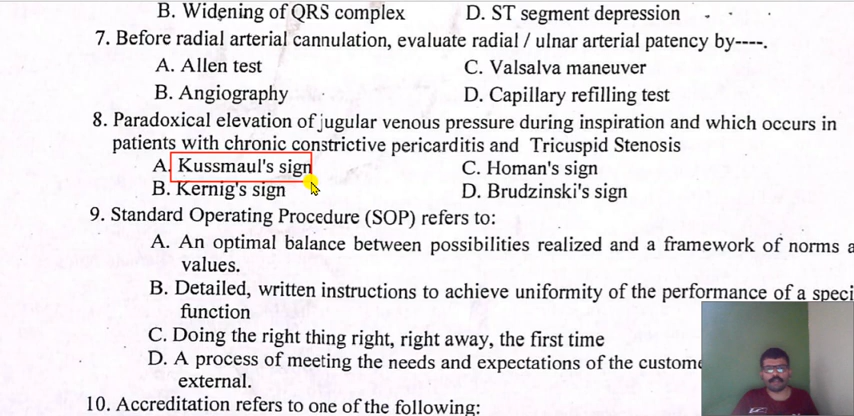 B. Widening of QRS complex D. ST segment depression
7. Before radial arterial cannulation, evaluate radial / ulnar arterial patency by----.
A. Allen test C. Valsalva maneuver
B. Angiography D. Capillary refilling test
8. Paradoxical elevation of jugular venous pressure during inspiration and which occurs in
patients with chronic constrictive pericarditis and Tricuspid Stenosis
A. Kussmaul's sign C. Homan's sign
B. Kernig's sign D. Brudzinski's sign
9. Standard Operating Procedure (SOP) refers to:
A. An optimal balance between possibilities realized and a framework of norms
values.
B. Detailed, written instructions to achieve uniformity of the performance of a
function
C. Doing the right thing right, right away, the first time
D. A process of meeting the needs and expectations of the
external.
10. Accreditation refers to one of the following: